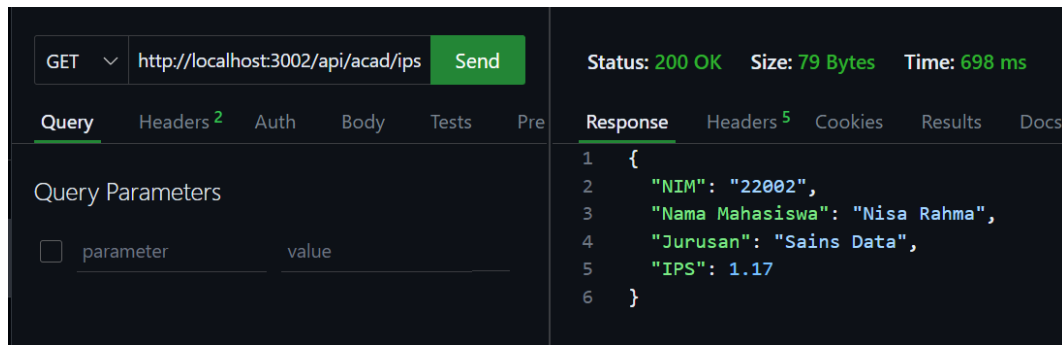 GET http://localhost:3002/api/acad/ips Send
Query Headers 2 Auth Body Tests Pre
Query Parameters
parameter value
Status: 200 OK Size: 79 Bytes Time: 698 ms
Response Headers 5 Cookies Results Docs
1 {
2 "NIM": "22002",
3 "Nama Mahasiswa": "Nisa Rahma",
4 "Jurusan": "Sains Data",
5 "IPS": 1.17
6 }